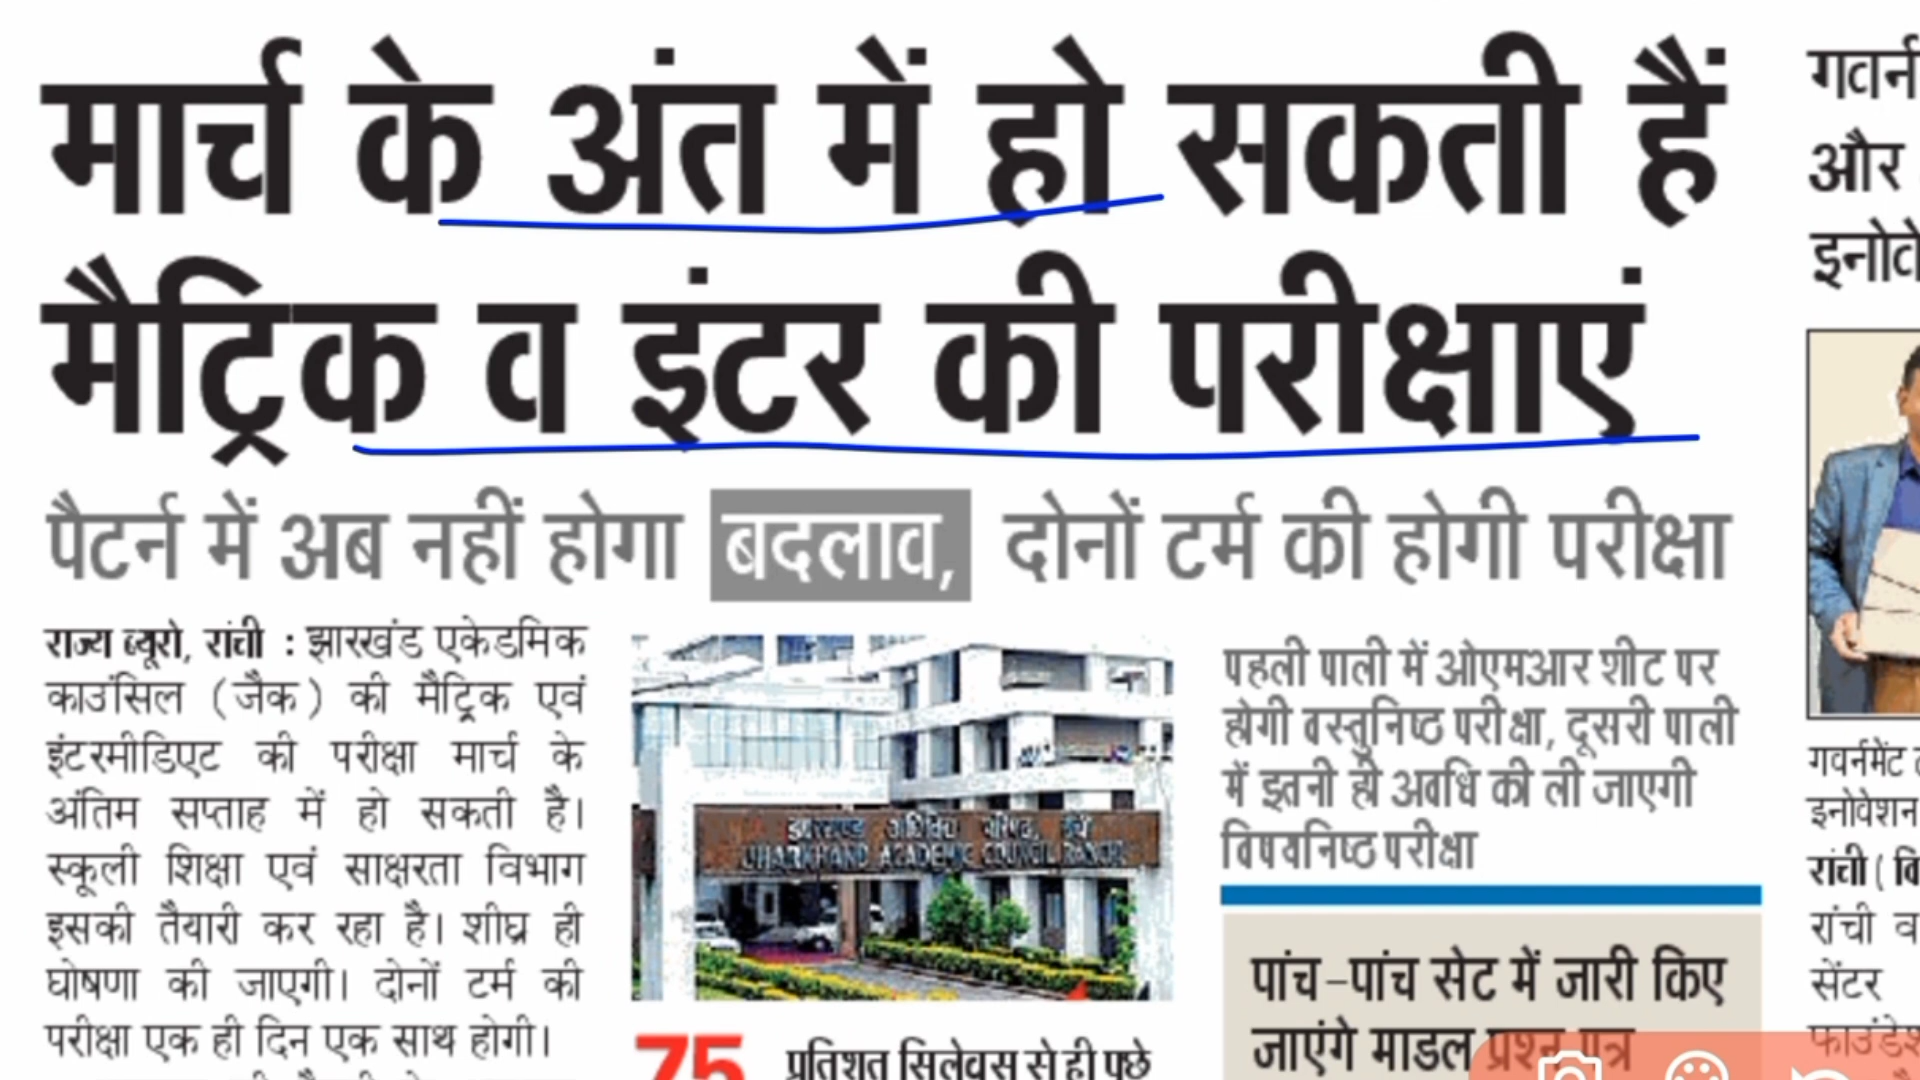 मार्च के अंत में हो सकती हैं
मैट्रिक व इंटर की परीक्षाएं
पैटर्न में अब नहीं होगा बदलाव, दोनों टर्म की होगी परीक्षा
राज्य ब्यूरो, रांची : झारखंड एकेडमिक
काउंसिल (जैक) की मैट्रिक एवं
इंटरमीडिएट की परीक्षा मार्च के
अंतिम सप्ताह में हो सकती है।
स्कूली शिक्षा एवं साक्षरता विभाग
इसकी तैयारी कर रहा है। शीघ्र ही
घोषणा की जाएगी। दोनों टर्म की
परीक्षा एक ही दिन एक साथ होगी।
JHARKHAND ACADEMIC COUNCIL RANCHI
75 प्रतिशत सिलेबस से ही पूछे
पहली पाली में ओएमआर शीट पर
होगी वस्तुनिष्ठ परीक्षा, दूसरी पाली
में इतनी ही अवधि की ली जाएगी
विषयनिष्ठ परीक्षा
पांच-पांच सेट में जारी किए
जाएंगे माडल प्रश्न पत्र
और
गवर्नमेंट
इनोवेशन
रांची
रांची
सेंटर